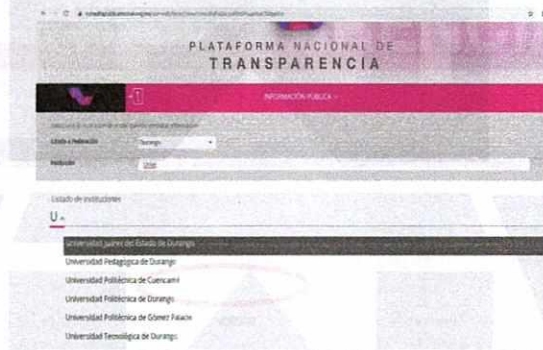 PLATAFORMA NACIONAL DE
TRANSPARENCIA
INFORMACIÓN PÚBLICA
Estado o Federación
Durango
Institución
Univer
Listado de instituciones
U
Universidad Juárez del Estado de Durango
Universidad Pedagógica de Durango
Universidad Politécnica de Cuencamé
Universidad Politécnica de Durango
Universidad Politécnica de Gómez Palacio
Universidad Tecnológica de Durango